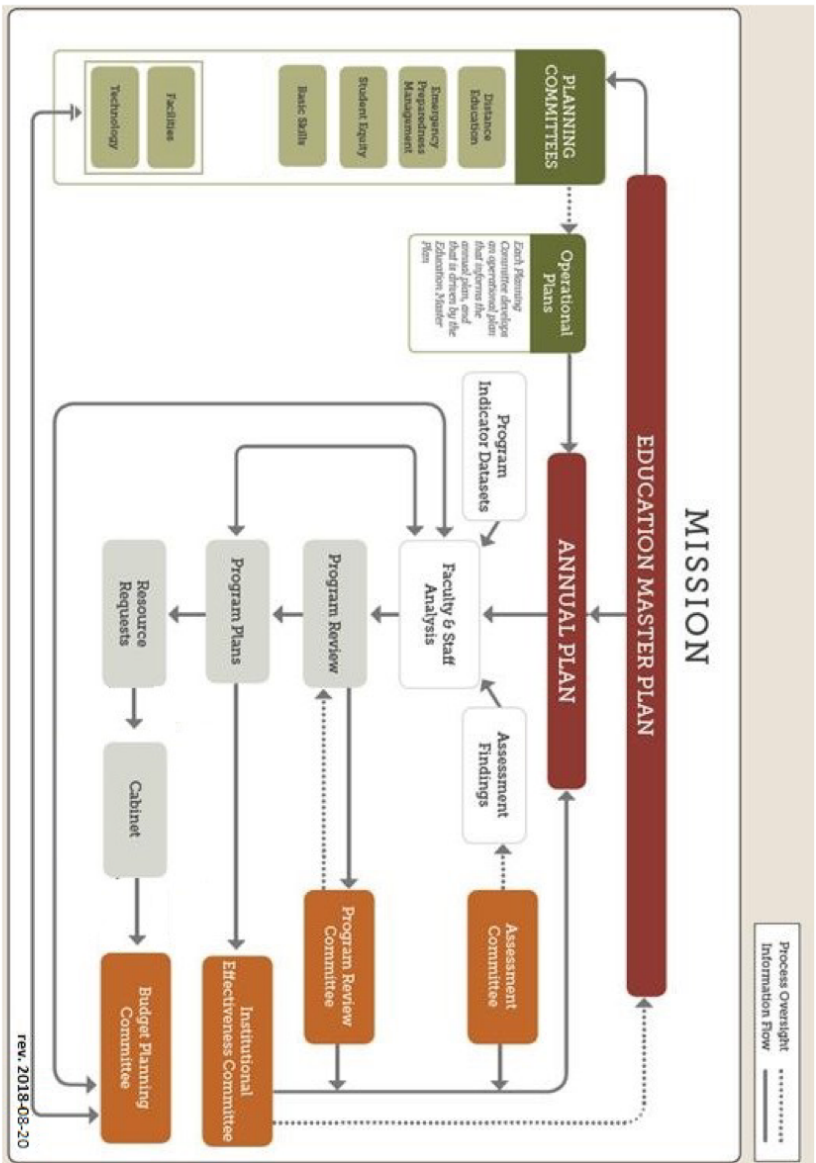 Process Oversight
Information Flow
MISSION
EDUCATION MASTER PLAN
PLANNING
COMMITTEES
Distance
Education
Emergency
Preparedness
Management
Student Equity
Basic Skills
Facilities
Technology
Operational
Plans
Each Planning
Committee develops
an operational plan
that informs the
annual plan, and
that is driven by the
Education Master
Plan
ANNUAL PLAN
Program
Indicator Datasets
Faculty & Staff
Analysis
Assessment
Findings
Assessment
Committee
Program Review
Program Review
Committee
Program Plans
Institutional
Effectiveness Committee
Resource
Requests
Cabinet
Budget Planning
Committee
rev. 2018-08-20